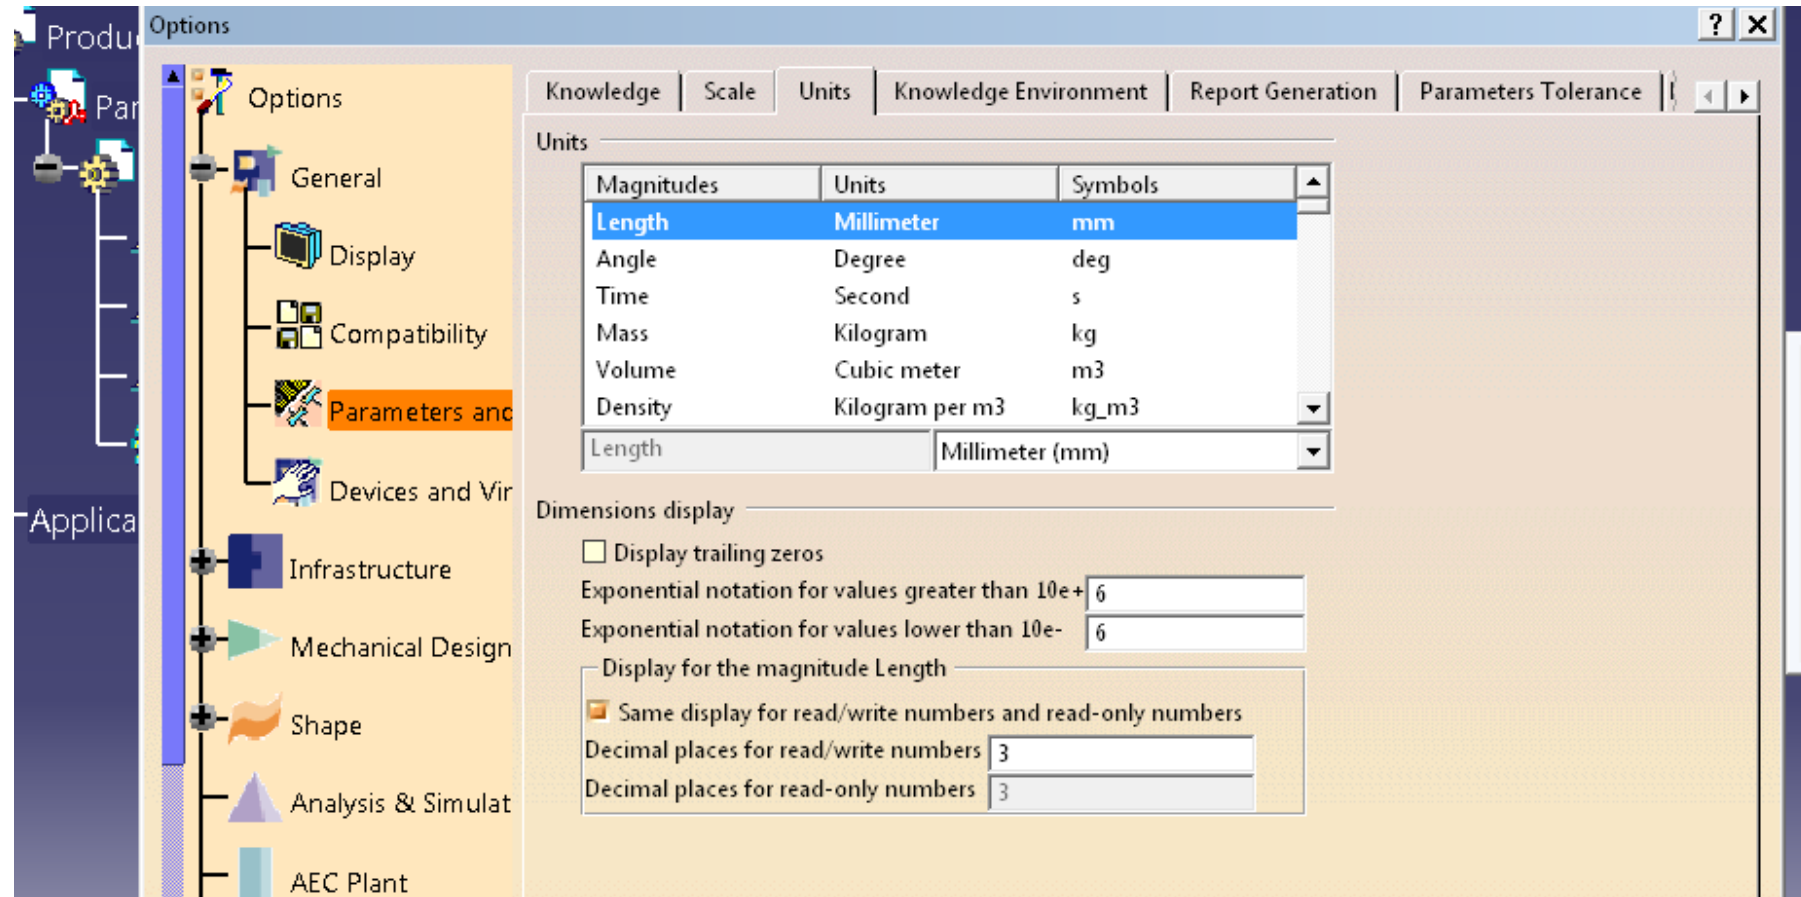 Options
? X
Produ
Par
Applica
Options
General
Display
Compatibility
Parameters and
Devices and Vir
Infrastructure
Mechanical Design
Shape
Analysis & Simulat
AEC Plant
Knowledge Scale Units Knowledge Environment Report Generation Parameters Tolerance
Units
Magnitudes Units Symbols
Length Millimeter mm
Angle Degree deg
Time Second s
Mass Kilogram kg
Volume Cubic meter m3
Density Kilogram per m3 kg_m3
Length Millimeter (mm)
Dimensions display
Display trailing zeros
Exponential notation for values greater than 10e+ 6
Exponential notation for values lower than 10e- 6
Display for the magnitude Length
Same display for read/write numbers and read-only numbers
Decimal places for read/write numbers 3
Decimal places for read-only numbers 3